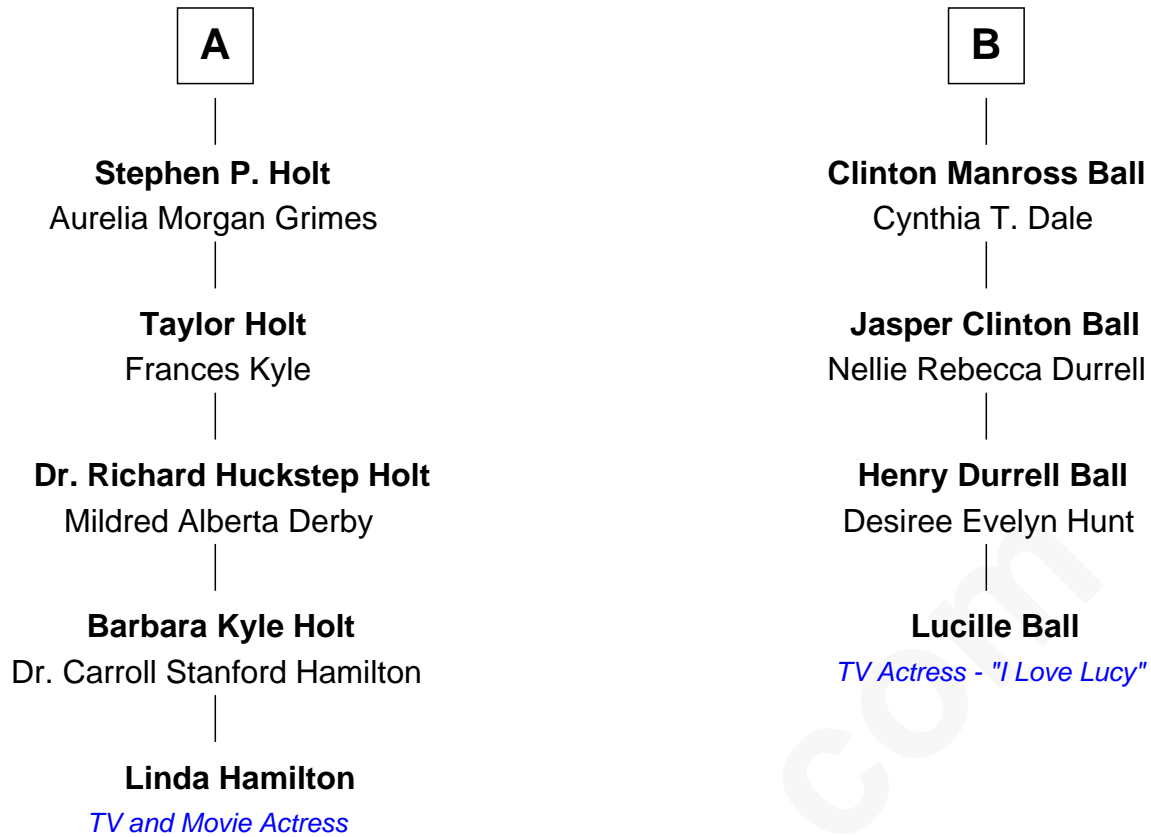 A
Stephen P. Holt
Aurelia Morgan Grimes
Taylor Holt
Frances Kyle
Dr. Richard Huckstep Holt
Mildred Alberta Derby
Barbara Kyle Holt
Dr. Carroll Stanford Hamilton
Linda Hamilton
TV and Movie Actress
B
Clinton Manross Ball
Cynthia T. Dale
Jasper Clinton Ball
Nellie Rebecca Durrell
Henry Durrell Ball
Desiree Evelyn Hunt
Lucille Ball
TV Actress - "I Love Lucy"
com